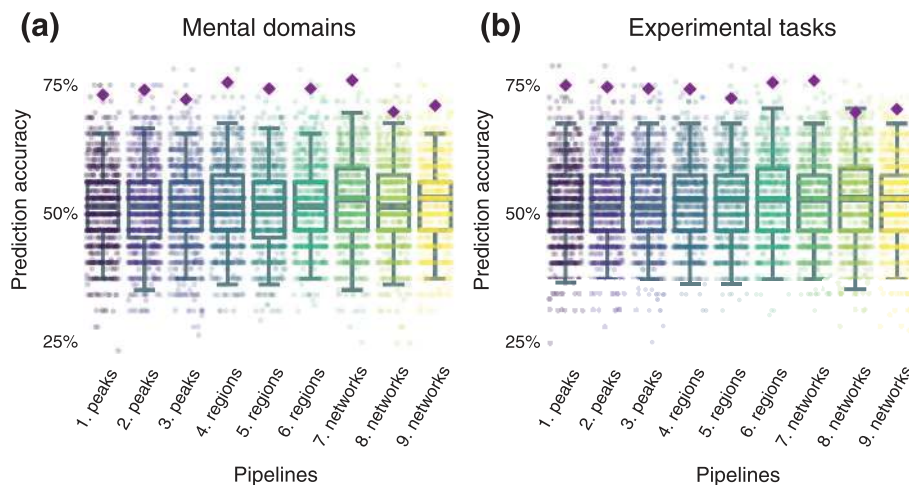 (a) Mental domains
Prediction accuracy
75%
50%
25%
1. peaks
2. peaks
3. peaks
4. regions
5. regions
6. regions
7. networks
8. networks
9. networks
Pipelines
(b) Experimental tasks
Prediction accuracy
75%
50%
25%
1. peaks
2. peaks
3. peaks
4. regions
5. regions
6. regions
7. networks
8. networks
9. networks
Pipelines